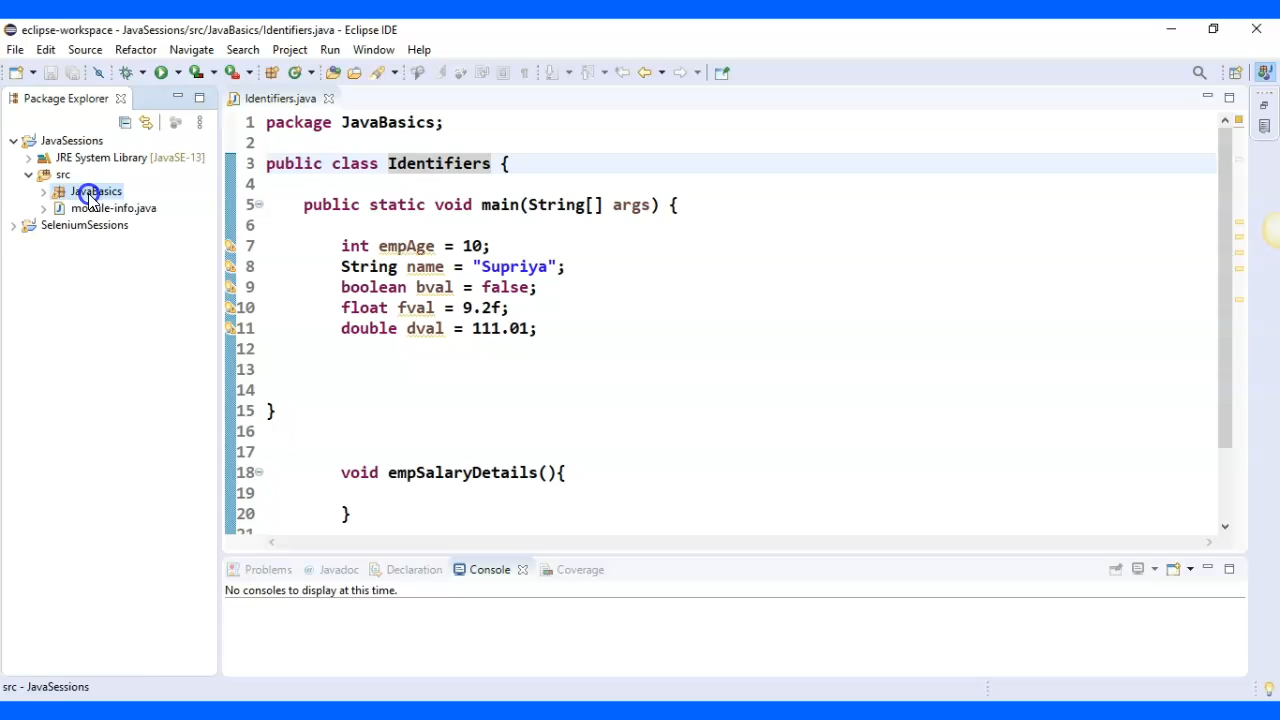 eclipse-workspace - JavaSessions/src/JavaBasics/Identifiers.java - Eclipse IDE
File Edit Source Refactor Navigate Search Project Run Window Help
Package Explorer
JavaSessions
JRE System Library [JavaSE-13]
src
JavaBasics
module-info.java
SeleniumSessions
Identifiers.java
1 package JavaBasics;
2
3 public class Identifiers {
4
5 public static void main(String[] args) {
6
7 int empAge = 10;
8 String name = "Supriya";
9 boolean bval = false;
10 float fval = 9.2f;
11 double dval = 111.01;
12
13
14
15 }
16
17
18 void empSalaryDetails(){
19
20 }
21
Problems @ Javadoc Declaration Console Coverage
No consoles to display at this time.
src - JavaSessions